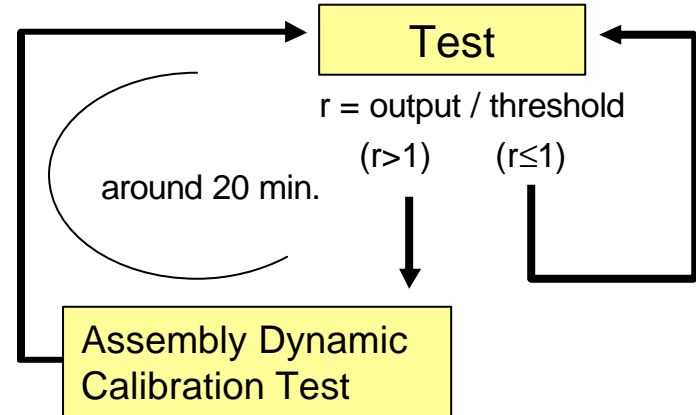 Test
r = output / threshold
(r>1) (r≤1)
around 20 min.
Assembly Dynamic
Calibration Test